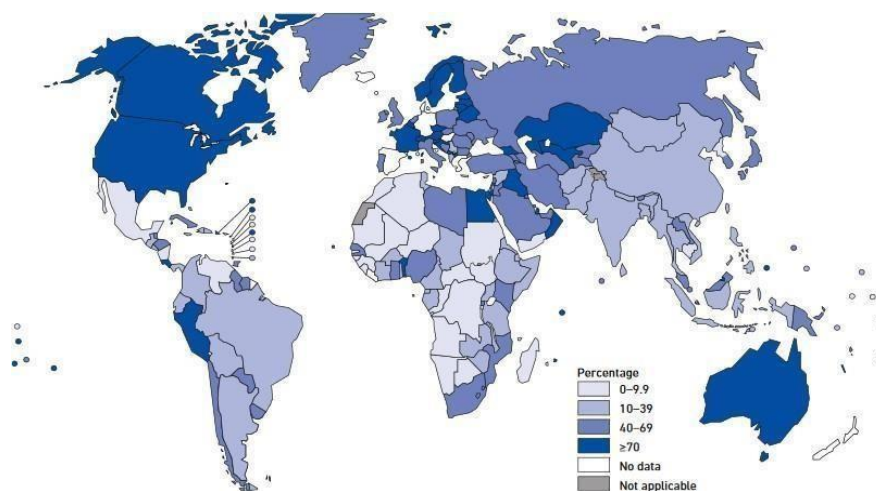 Percentage
0–9.9
10–39
40–69
≥70
No data
Not applicable